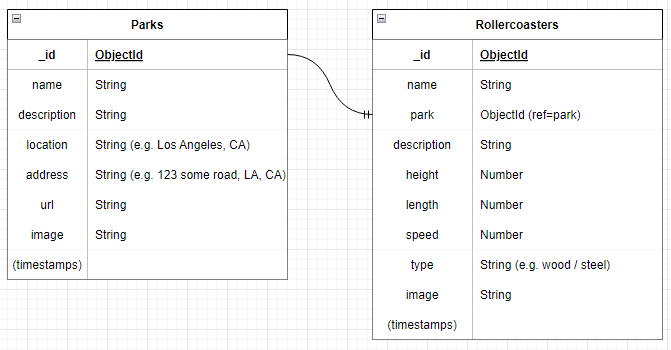 Parks
_id ObjectId
name String
description String
location String (e.g. Los Angeles, CA)
address String (e.g. 123 some road, LA, CA)
url String
image String
(timestamps)
Rollercoasters
_id ObjectId
name String
park ObjectId (ref=park)
description String
height Number
length Number
speed Number
type String (e.g. wood / steel)
image String
(timestamps)